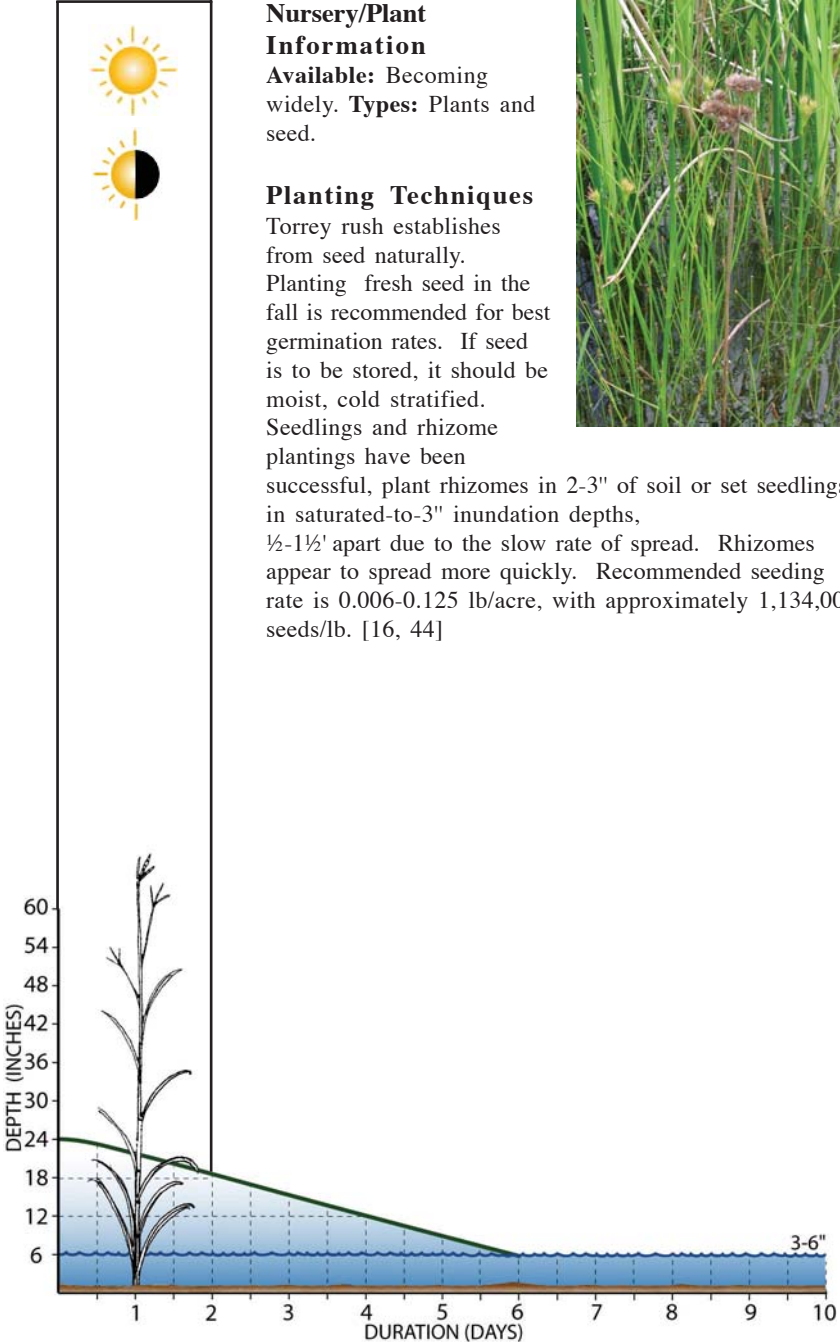 Nursery/Plant
Information
Available: Becoming
widely. Types: Plants and
seed.
Planting Techniques
Torrey rush establishes
from seed naturally.
Planting fresh seed in the
fall is recommended for best
germination rates. If seed
is to be stored, it should be
moist, cold stratified.
Seedlings and rhizome
plantings have been
successful, plant rhizomes in 2-3" of soil or set seedlings
in saturated-to-3" inundation depths,
½-1½' apart due to the slow rate of spread. Rhizomes
appear to spread more quickly. Recommended seeding
rate is 0.006-0.125 lb/acre, with approximately 1,134,00
seeds/lb. [16, 44]
60
54
48
42
36
30
24
18
12
6
DEPTH (INCHES)
3-6"
1 2 3 4 5 6 7 8 9 10
DURATION (DAYS)